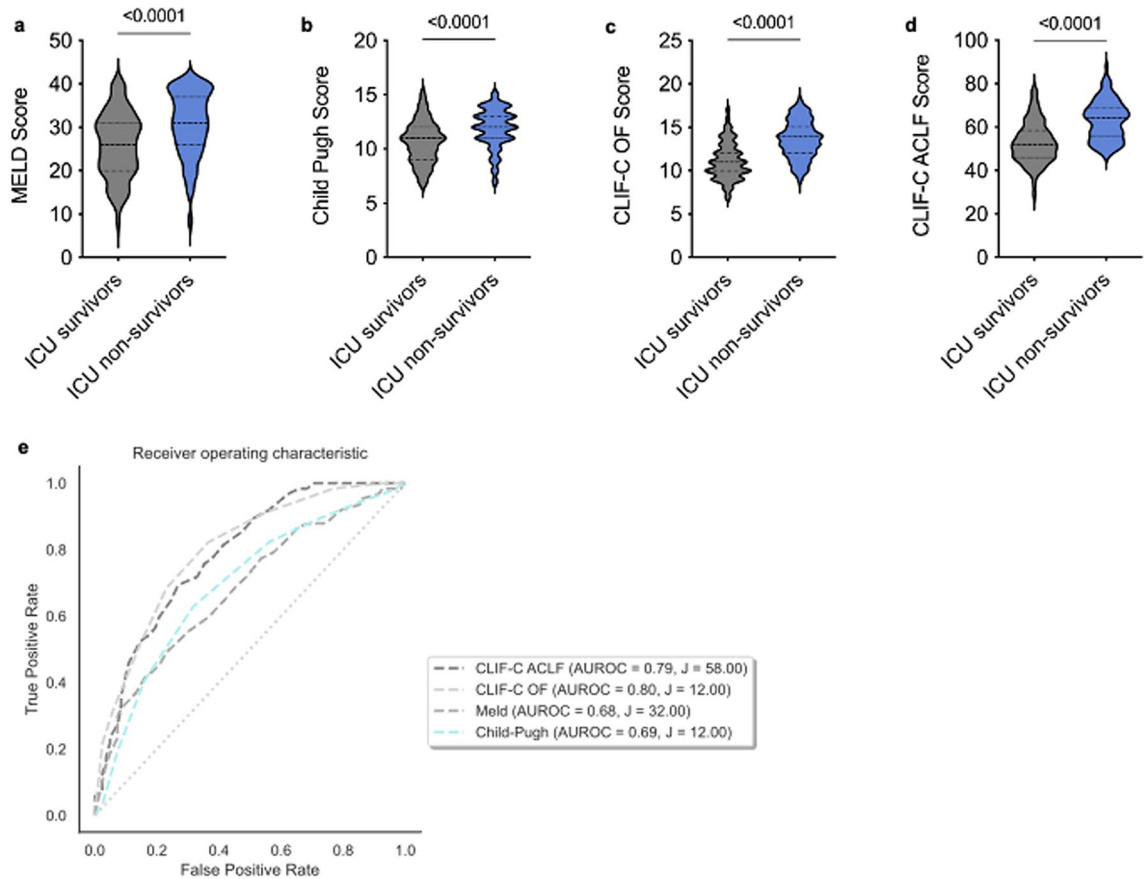 a
<0.0001
MELD Score
50
40
30
20
10
0
ICU survivors
ICU non-survivors
b
<0.0001
Child Pugh Score
20
15
10
5
0
ICU survivors
ICU non-survivors
c
<0.0001
CLIF-C OF Score
25
20
15
10
5
0
ICU survivors
ICU non-survivors
d
<0.0001
CLIF-C ACLF Score
100
80
60
40
20
0
ICU survivors
ICU non-survivors
e
Receiver operating characteristic
True Positive Rate
1.0
0.8
0.6
0.4
0.2
0.0
0.0 0.2 0.4 0.6 0.8 1.0
False Positive Rate
CLIF-C ACLF (AUROC = 0.79, J = 58.00)
CLIF-C OF (AUROC = 0.80, J = 12.00)
Meld (AUROC = 0.68, J = 32.00)
Child-Pugh (AUROC = 0.69, J = 12.00)